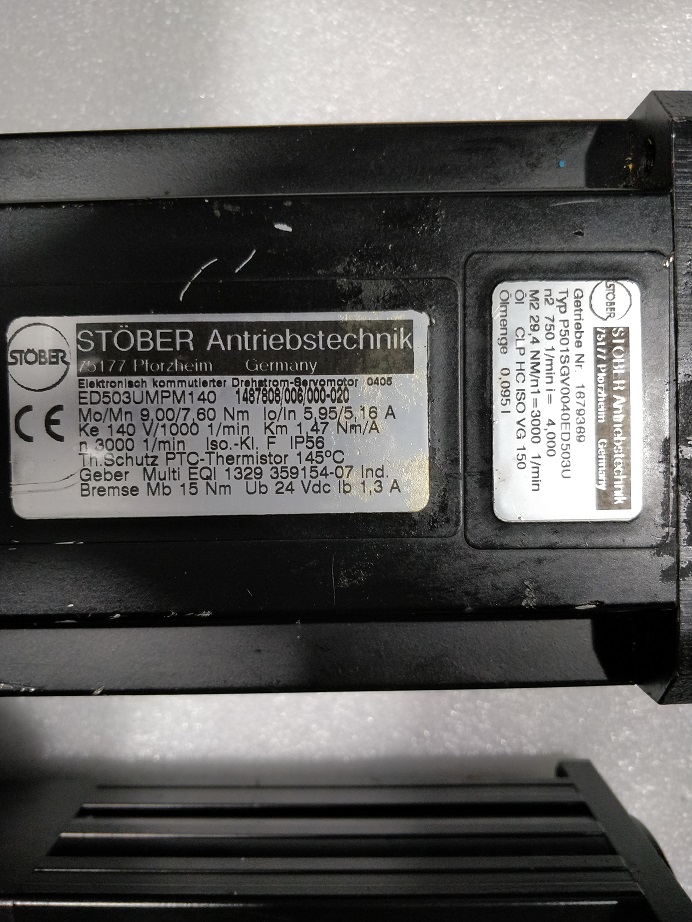 STÖBER
STÖBER Antriebstechnik
75177 Pforzheim Germany
Elektronisch kommutierter Drehstrom-Servomotor 0405
ED503UMPM140 1487808/006/000-020
CE
Mo/Mn 9,00/7,60 Nm Io/In 5,95/5,16 A
Ke 140 V/1000 1/min Km 1,47 Nm/A
n 3000 1/min Iso.-Kl. F IP56
Th.Schutz PTC-Thermistor 145°C
Geber Multi EQI 1329 359154-07 Ind.
Bremse Mb 15 Nm Ub 24 Vdc Ib 1,3 A
STÖBER
STÖBER Antriebstechnik
75177 Pforzheim Germany
Getriebe Nr. 1679389
Typ P501SGV0040ED503U
n2 750 1/min i= 4,000
M2 29,4 NM/n1=3000 1/min
Öl CLP HC ISO VG 150
Ölmenge 0,095 l